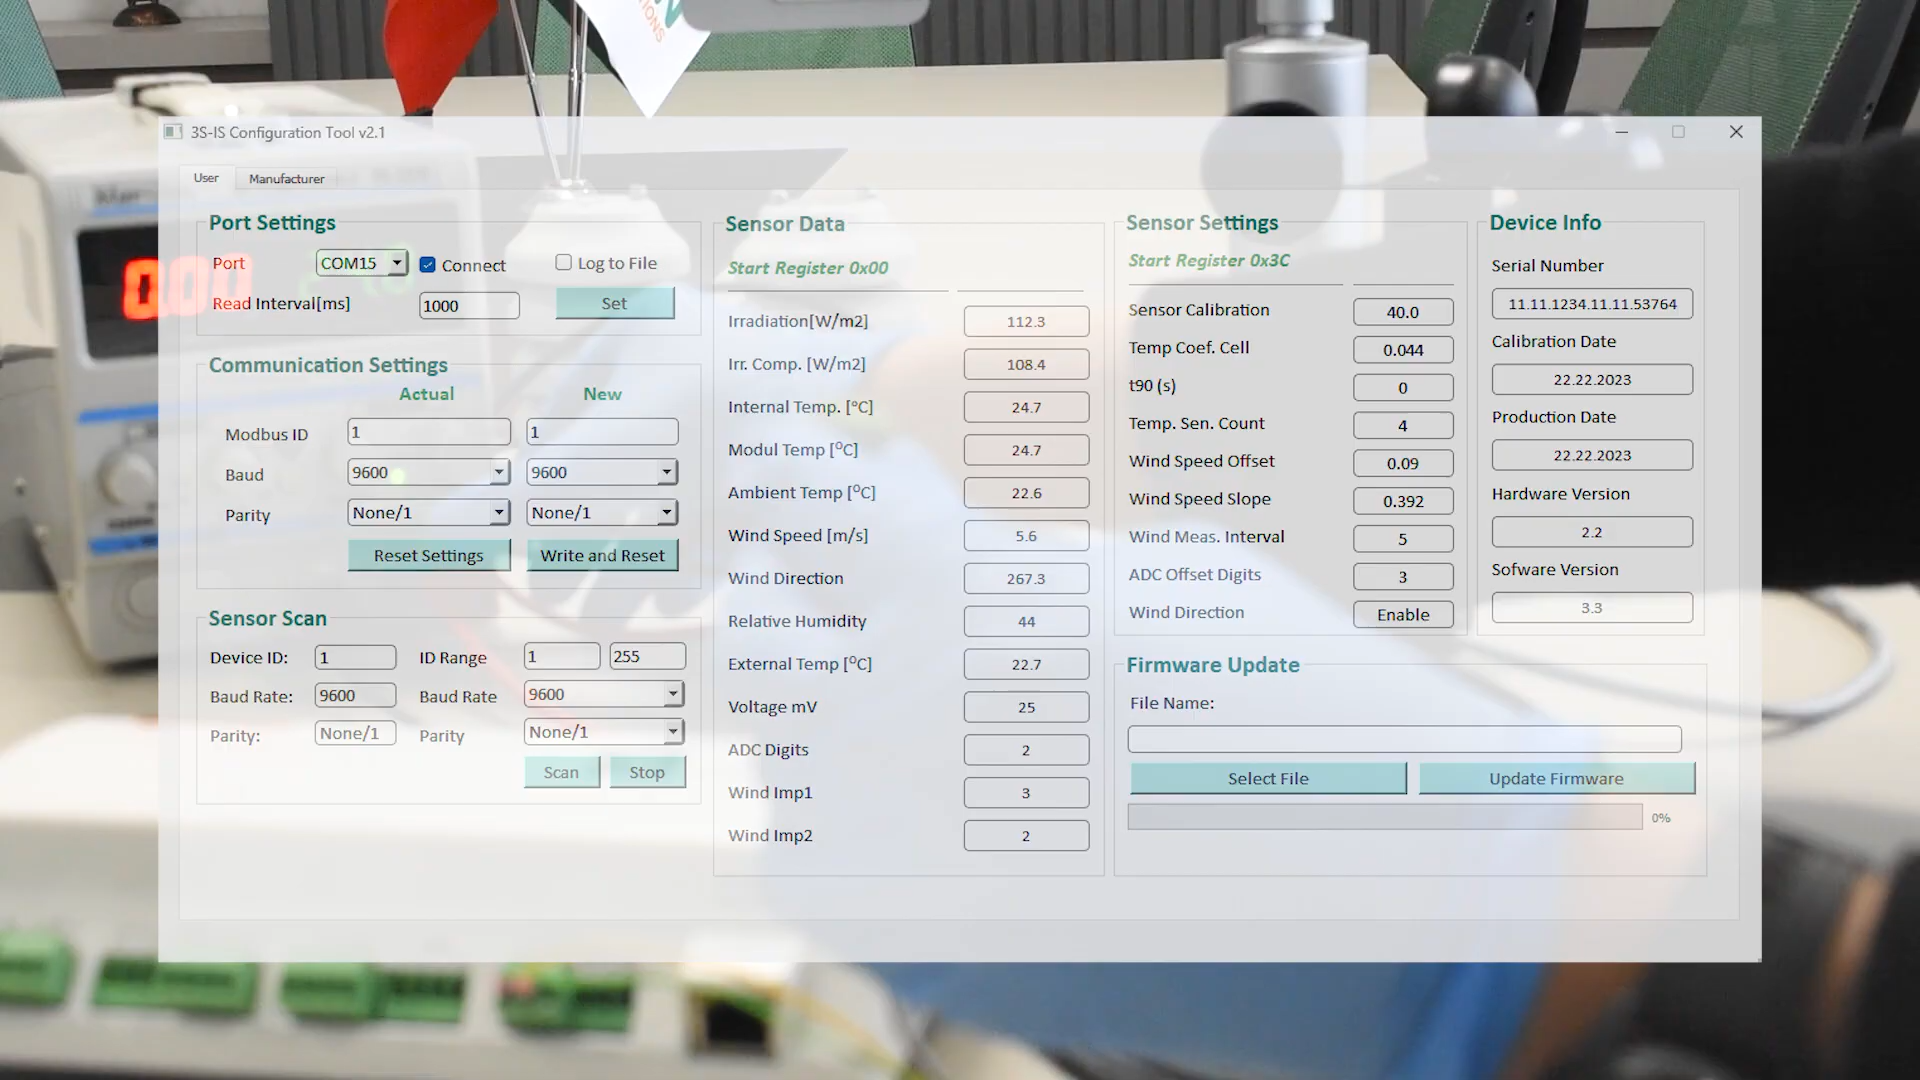 TIONS
3S-IS Configuration Tool v2.1
User
Manufacturer
Port Settings
Port
COM15
Connect
Log to File
Read Interval[ms]
1000
Set
Communication Settings
Actual
New
Modbus ID
1
1
Baud
9600
9600
Parity
None/1
None/1
Reset Settings
Write and Reset
Sensor Scan
Device ID:
1
ID Range
1
255
Baud Rate:
9600
Baud Rate
9600
Parity:
None/1
Parity
None/1
Scan
Stop
Sensor Data
Start Register 0x00
Irradiation[W/m2]
112.3
Irr. Comp. [W/m2]
108.4
Internal Temp. [°C]
24.7
Modul Temp [°C]
24.7
Ambient Temp [°C]
22.6
Wind Speed [m/s]
5.6
Wind Direction
267.3
Relative Humidity
44
External Temp [°C]
22.7
Voltage mV
25
ADC Digits
2
Wind Imp1
3
Wind Imp2
2
Sensor Settings
Start Register 0x3C
Sensor Calibration
40.0
Temp Coef. Cell
0.044
t90 (s)
0
Temp. Sen. Count
4
Wind Speed Offset
0.09
Wind Speed Slope
0.392
Wind Meas. Interval
5
ADC Offset Digits
3
Wind Direction
Enable
Device Info
Serial Number
11.11.1234.11.11.53764
Calibration Date
22.22.2023
Production Date
22.22.2023
Hardware Version
2.2
Sofware Version
3.3
Firmware Update
File Name:
Select File
Update Firmware
0%